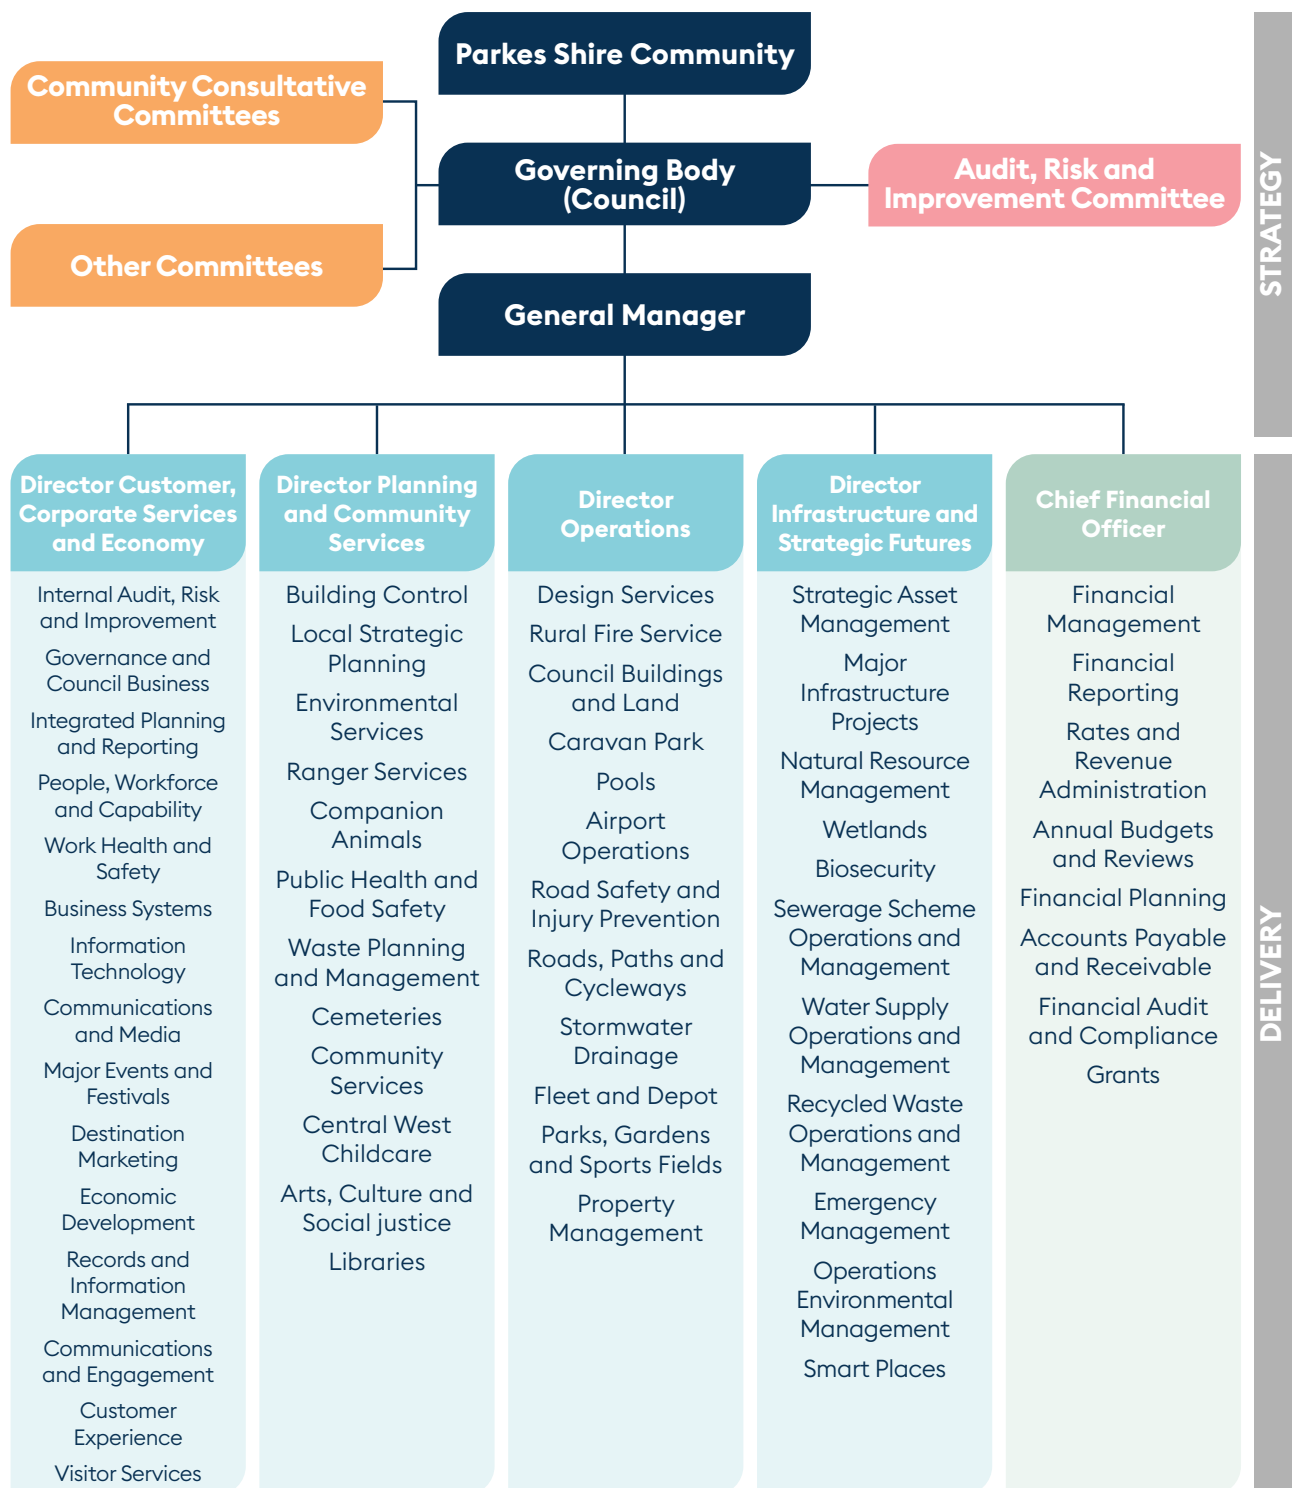 Parkes Shire Community
Community Consultative
Committees
Governing Body
(Council)
Audit, Risk and
Improvement Committee
Other Committees
General Manager
STRATEGY
Director Customer,
Corporate Services
and Economy
Internal Audit, Risk
and Improvement
Governance and
Council Business
Integrated Planning
and Reporting
People, Workforce
and Capability
Work Health and
Safety
Business Systems
Information
Technology
Communications
and Media
Major Events and
Festivals
Destination
Marketing
Economic
Development
Records and
Information
Management
Communications
and Engagement
Customer
Experience
Visitor Services
Director Planning
and Community
Services
Building Control
Local Strategic
Planning
Environmental
Services
Ranger Services
Companion
Animals
Public Health and
Food Safety
Waste Planning
and Management
Cemeteries
Community
Services
Central West
Childcare
Arts, Culture and
Social justice
Libraries
Director
Operations
Design Services
Rural Fire Service
Council Buildings
and Land
Caravan Park
Pools
Airport
Operations
Road Safety and
Injury Prevention
Roads, Paths and
Cycleways
Stormwater
Drainage
Fleet and Depot
Parks, Gardens
and Sports Fields
Property
Management
Director
Infrastructure and
Strategic Futures
Strategic Asset
Management
Major
Infrastructure
Projects
Natural Resource
Management
Wetlands
Biosecurity
Sewerage Scheme
Operations and
Management
Water Supply
Operations and
Management
Recycled Waste
Operations and
Management
Emergency
Management
Operations
Environmental
Management
Smart Places
Chief Financial
Officer
Financial
Management
Financial
Reporting
Rates and
Revenue
Administration
Annual Budgets
and Reviews
Financial Planning
Accounts Payable
and Receivable
Financial Audit
and Compliance
Grants
DELIVERY